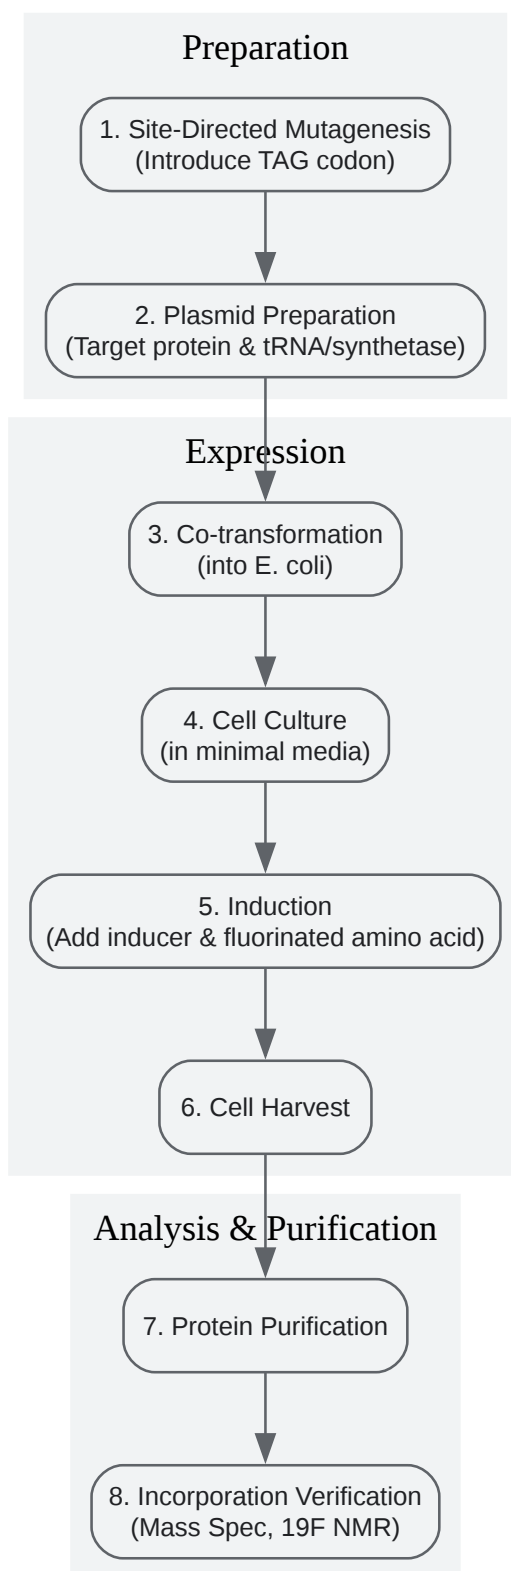 Preparation
1. Site-Directed Mutagenesis
(Introduce TAG codon)
2. Plasmid Preparation
(Target protein & tRNA/synthetase)
Expression
3. Co-transformation
(into E. coli)
4. Cell Culture
(in minimal media)
5. Induction
(Add inducer & fluorinated amino acid)
6. Cell Harvest
Analysis & Purification
7. Protein Purification
8. Incorporation Verification
(Mass Spec, 19F NMR)